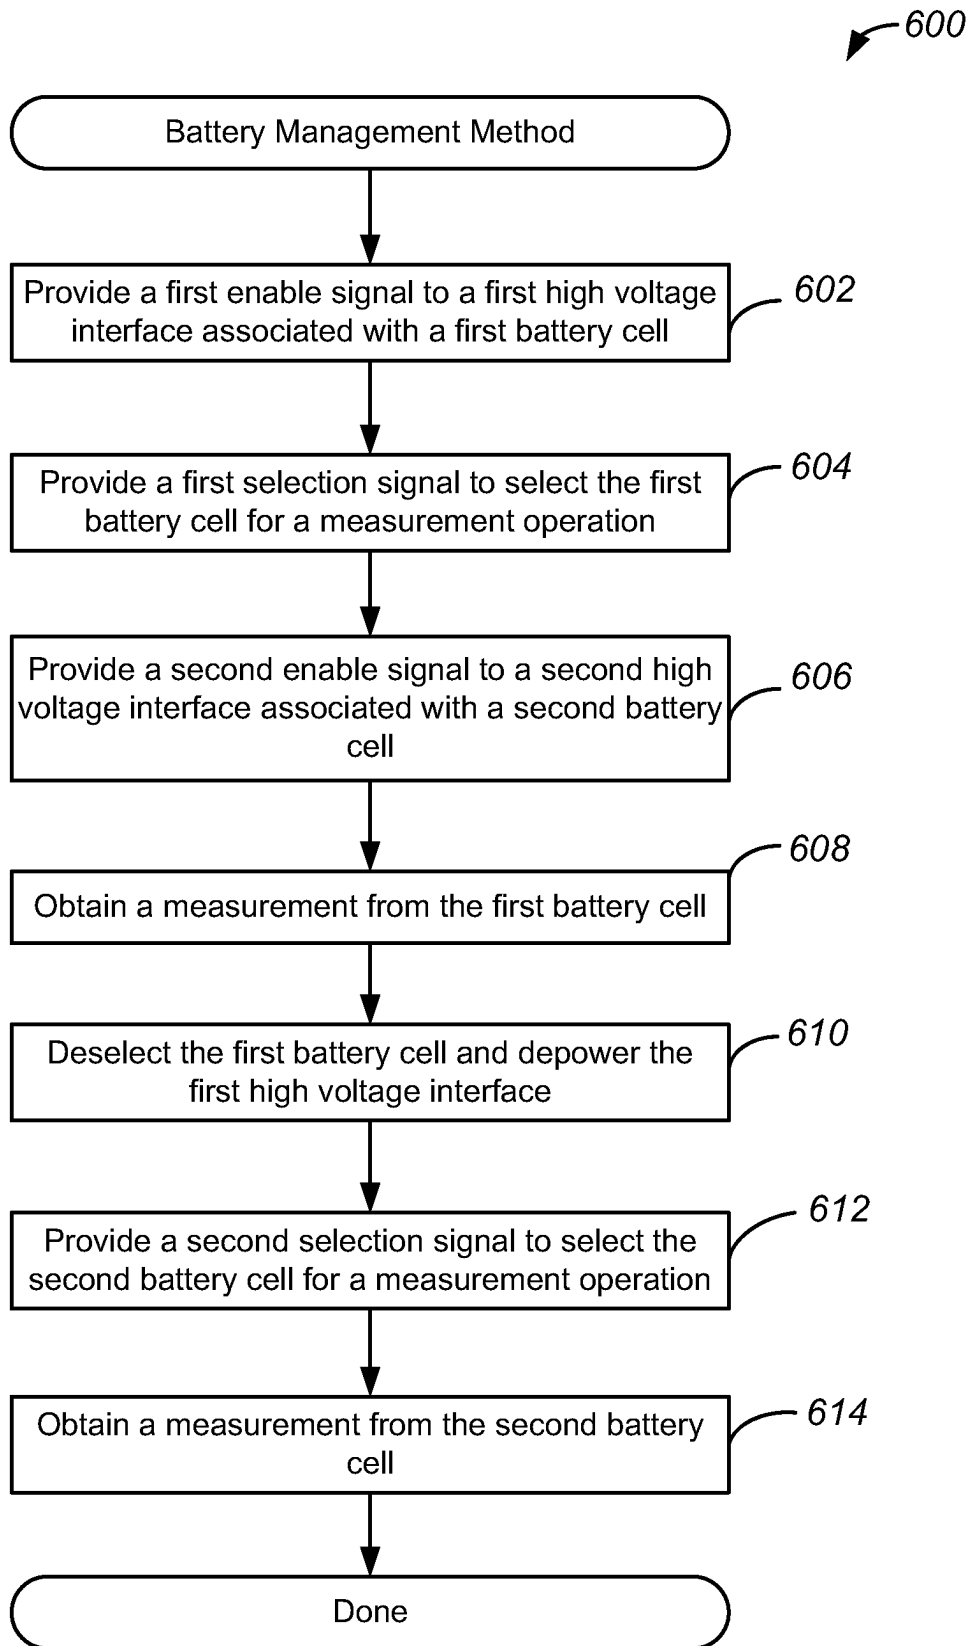 600
Battery Management Method
Provide a first enable signal to a first high voltage
interface associated with a first battery cell
602
Provide a first selection signal to select the first
battery cell for a measurement operation
604
Provide a second enable signal to a second high
voltage interface associated with a second battery
cell
606
Obtain a measurement from the first battery cell
608
Deselect the first battery cell and depower the
first high voltage interface
610
Provide a second selection signal to select the
second battery cell for a measurement operation
612
Obtain a measurement from the second battery
cell
614
Done